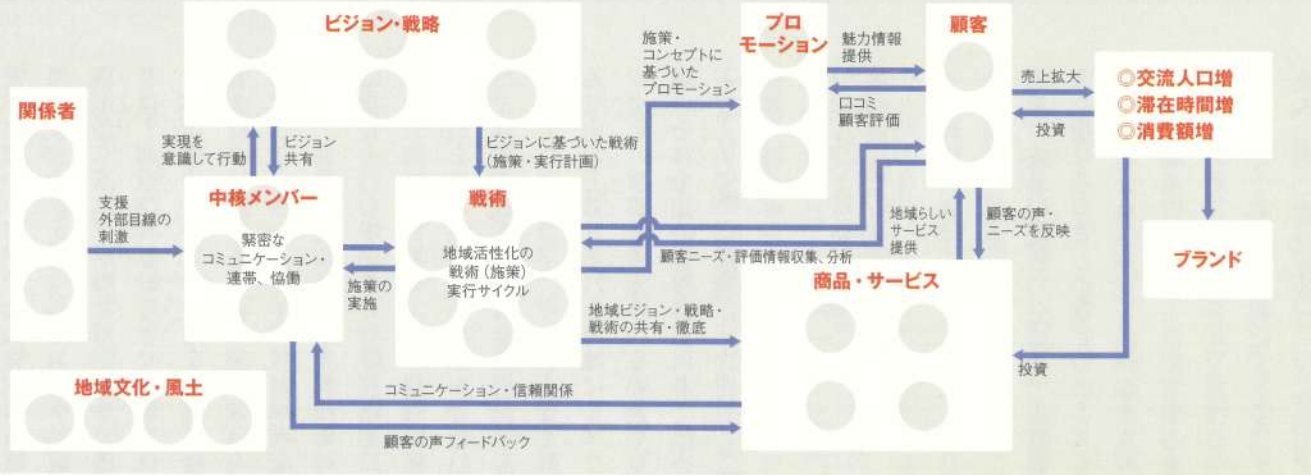 ビジョン・戦略
プロ
モーション
顧客
関係者
施策・
コンセプトに
基づいた
プロモーション
魅力情報
提供
口コミ
顧客評価
売上拡大
投資
◎交流人口増
◎滞在時間増
◎消費額増
実現を
意識して行動
ビジョン
共有
ビジョンに基づいた戦術
(施策・実行計画)
支援
外部目線の
刺激
中核メンバー
緊密な
コミュニケーション・
連帯、協働
施策の
実施
戦術
地域活性化の
戦術(施策)
実行サイクル
顧客ニーズ・評価情報収集、分析
地域らしい
サービス
提供
顧客の声・
ニーズを反映
ブランド
商品・サービス
地域ビジョン・戦略・
戦術の共有・徹底
投資
地域文化・風土
コミュニケーション・信頼関係
顧客の声フィードバック